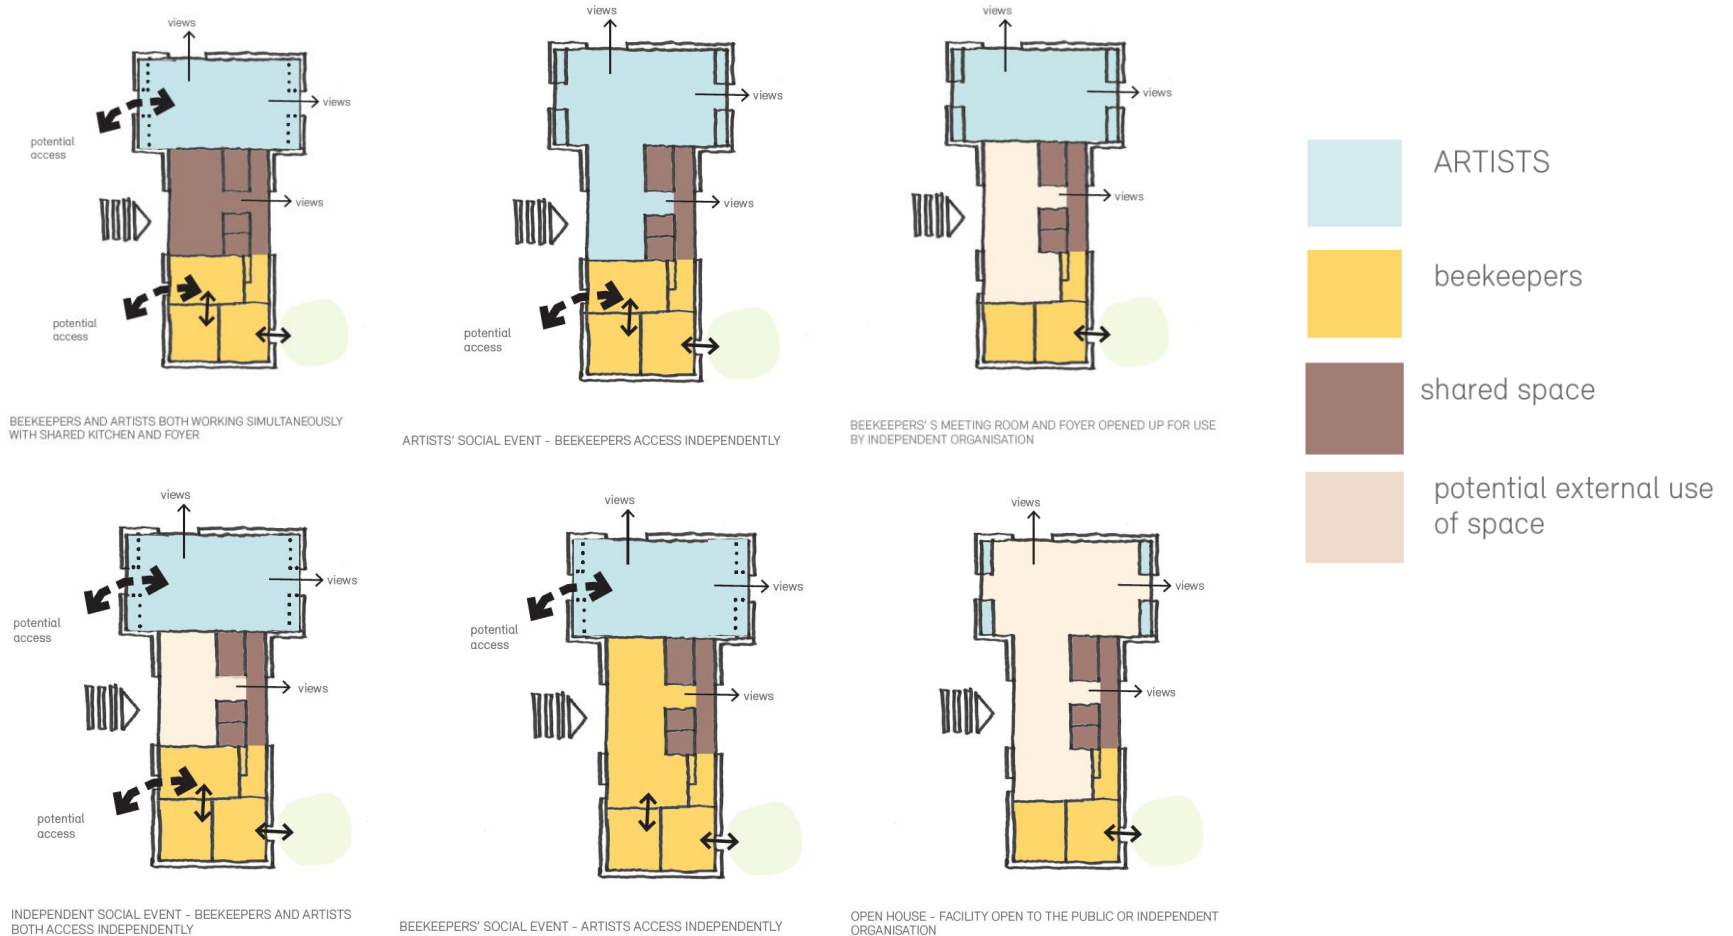 views
views
potential
access
views
potential
access
BEEKEEPERS AND ARTISTS BOTH WORKING SIMULTANEOUSLY
WITH SHARED KITCHEN AND FOYER
views
views
views
potential
access
ARTISTS' SOCIAL EVENT - BEEKEEPERS ACCESS INDEPENDENTLY
views
views
views
BEEKEEPERS' S MEETING ROOM AND FOYER OPENED UP FOR USE
BY INDEPENDENT ORGANISATION
ARTISTS
beekeepers
shared space
potential external use
of space
views
views
potential
access
views
potential
access
INDEPENDENT SOCIAL EVENT - BEEKEEPERS AND ARTISTS
BOTH ACCESS INDEPENDENTLY
views
views
potential
access
views
BEEKEEPERS' SOCIAL EVENT - ARTISTS ACCESS INDEPENDENTLY
views
views
views
OPEN HOUSE - FACILITY OPEN TO THE PUBLIC OR INDEPENDENT
ORGANISATION